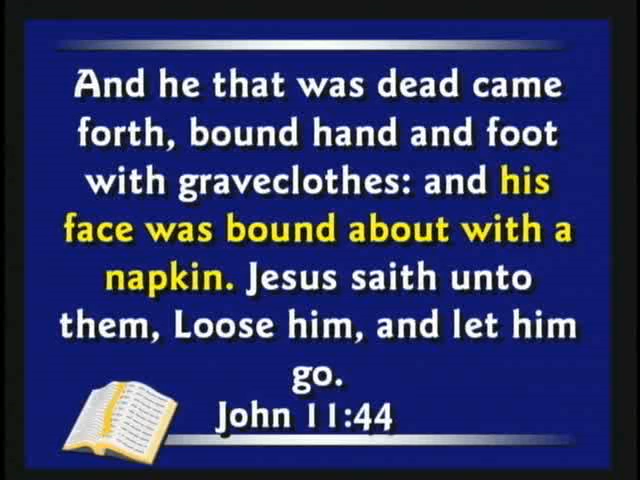 And he that was dead came
forth, bound hand and foot
with graveclothes: and his
face was bound about with a
napkin. Jesus saith unto
them, Loose him, and let him
go.
John 11:44